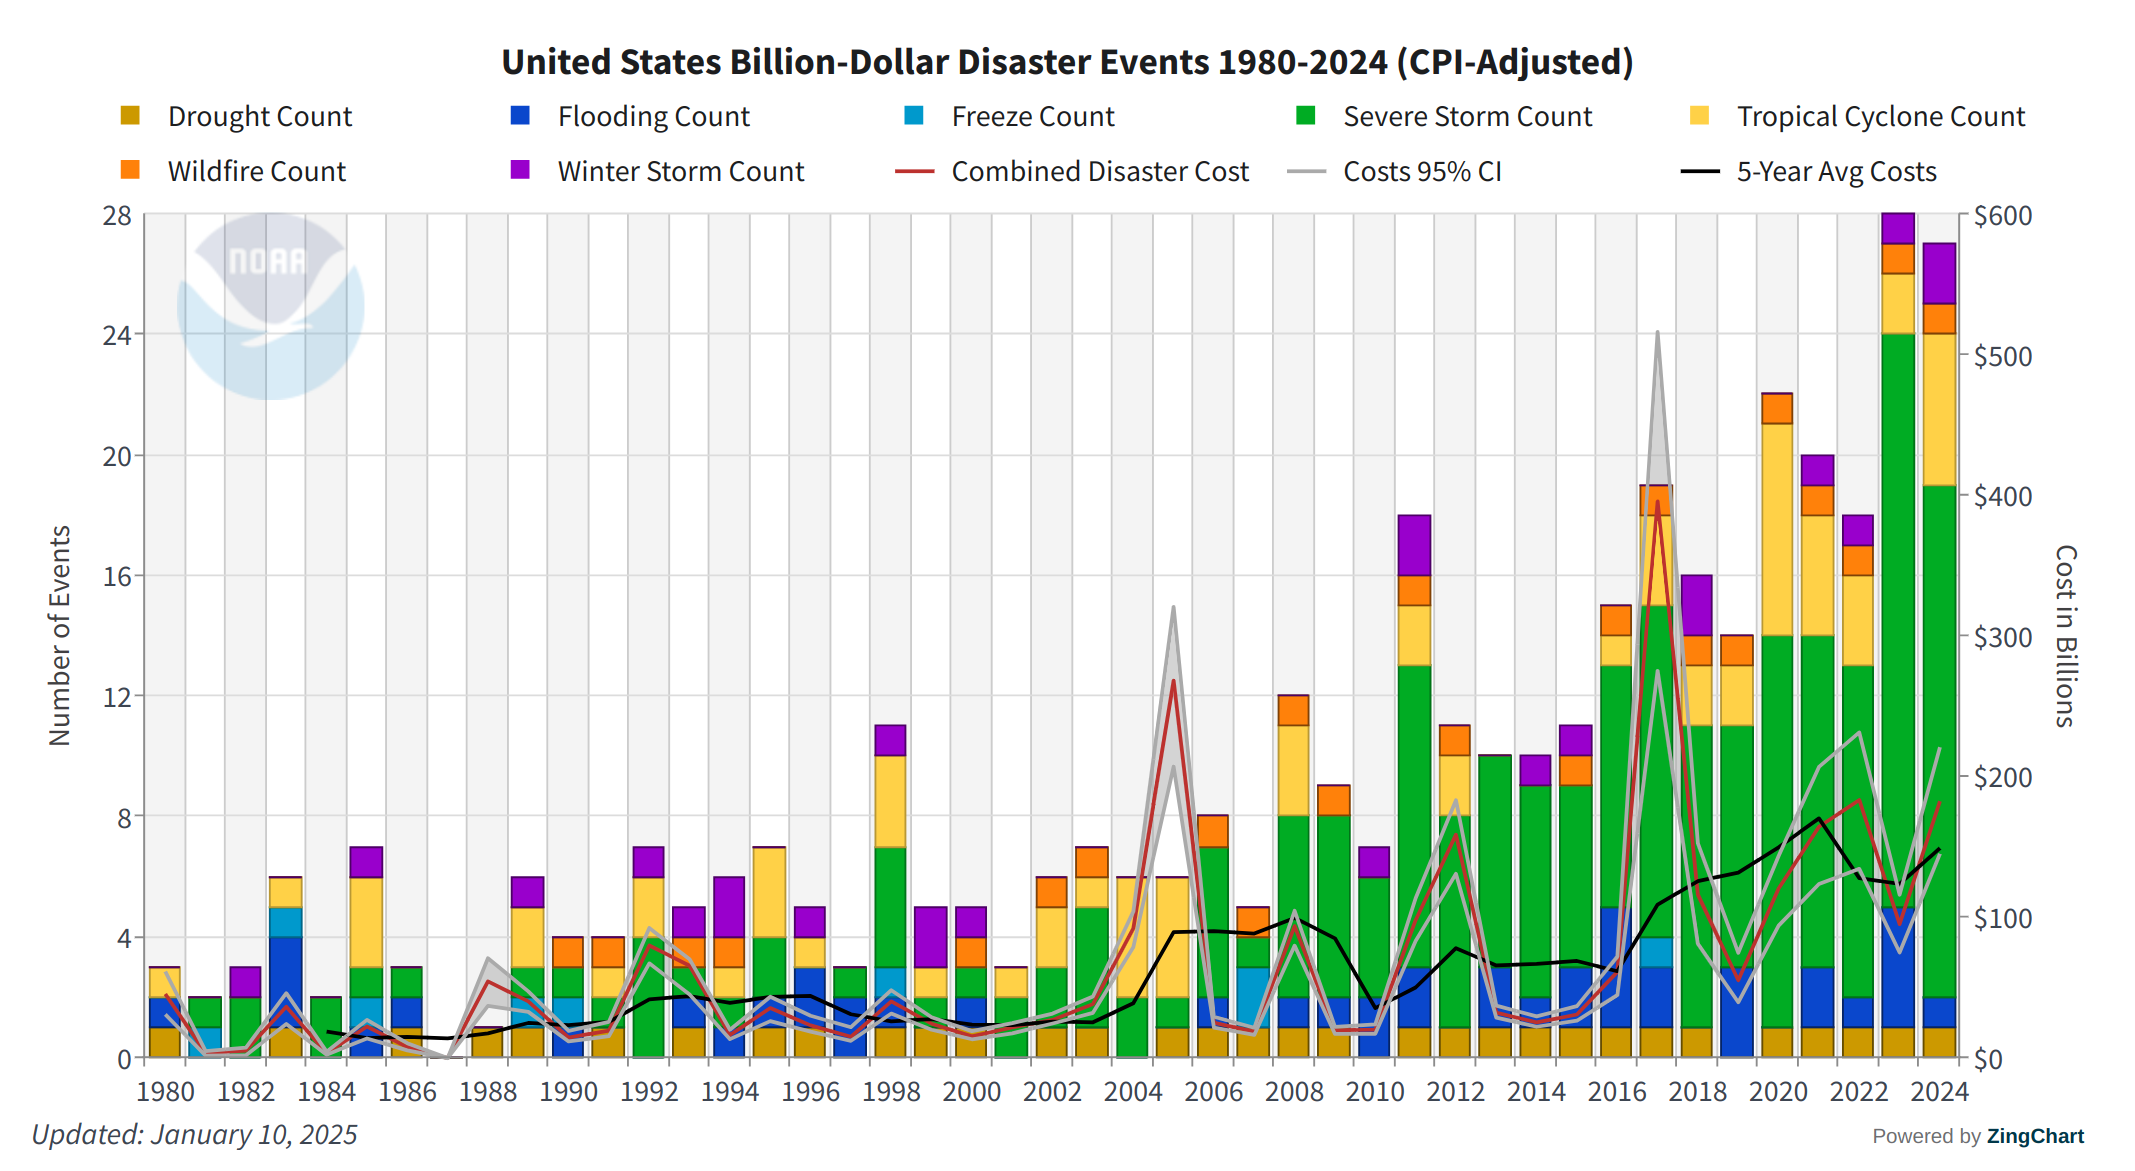 United States Billion-Dollar Disaster Events 1980-2024 (CPI-Adjusted)
Drought Count Flooding Count Freeze Count Severe Storm Count Tropical Cyclone Count
Wildfire Count Winter Storm Count Combined Disaster Cost Costs 95% CI 5-Year Avg Costs
NOAA
Number of Events
28
24
20
16
12
8
4
0
$600
$500
$400
$300
$200
$100
$0
Cost in Billions
1980 1982 1984 1986 1988 1990 1992 1994 1996 1998 2000 2002 2004 2006 2008 2010 2012 2014 2016 2018 2020 2022 2024
Updated: January 10, 2025
Powered by ZingChart